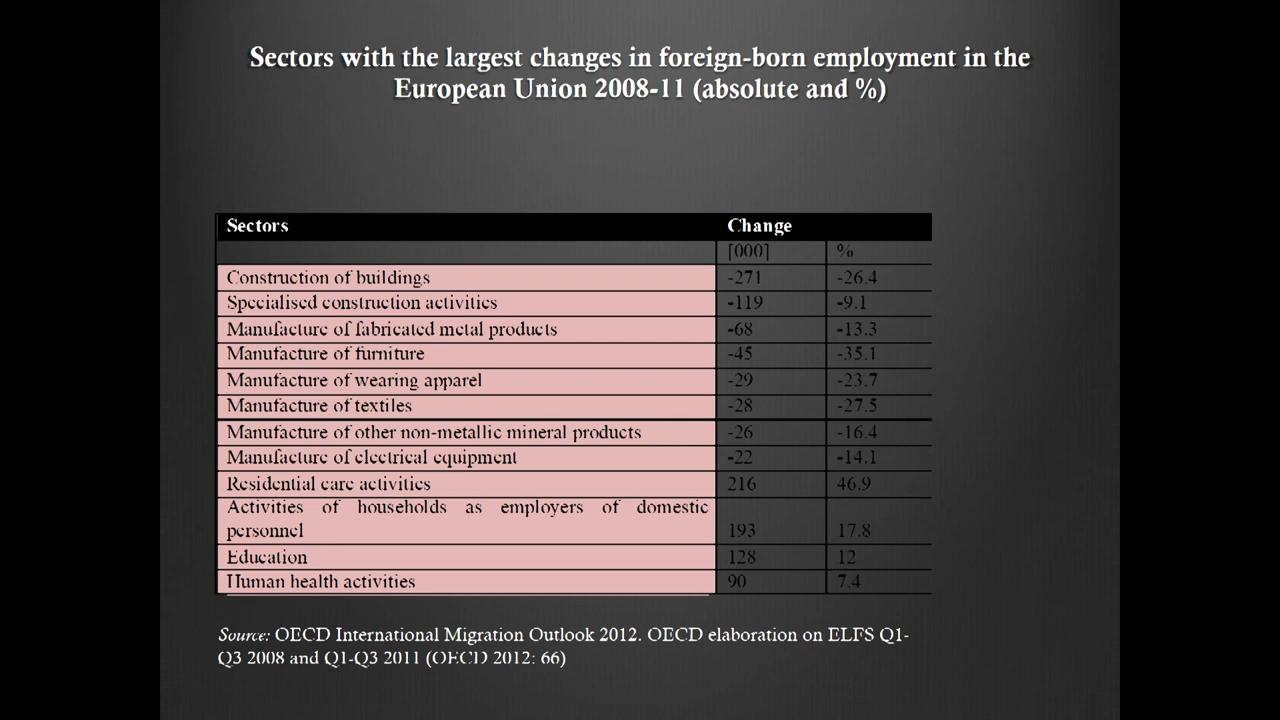 Sectors with the largest changes in foreign-born employment in the
European Union 2008-11 (absolute and %)
Sectors Change
[000] %
Construction of buildings -271 -26.4
Specialised construction activities -119 -9.1
Manufacture of fabricated metal products -68 -13.3
Manufacture of furniture -45 -35.1
Manufacture of wearing apparel -29 -23.7
Manufacture of textiles -28 -27.5
Manufacture of other non-metallic mineral products -26 -16.4
Manufacture of electrical equipment -22 -14.1
Residential care activities 216 46.9
Activities of households as employers of domestic
personnel 193 17.8
Education 128 12
Human health activities 90 7.4
Source: OECD International Migration Outlook 2012. OECD elaboration on ELFS Q1-
Q3 2008 and Q1-Q3 2011 (OECD 2012: 66)